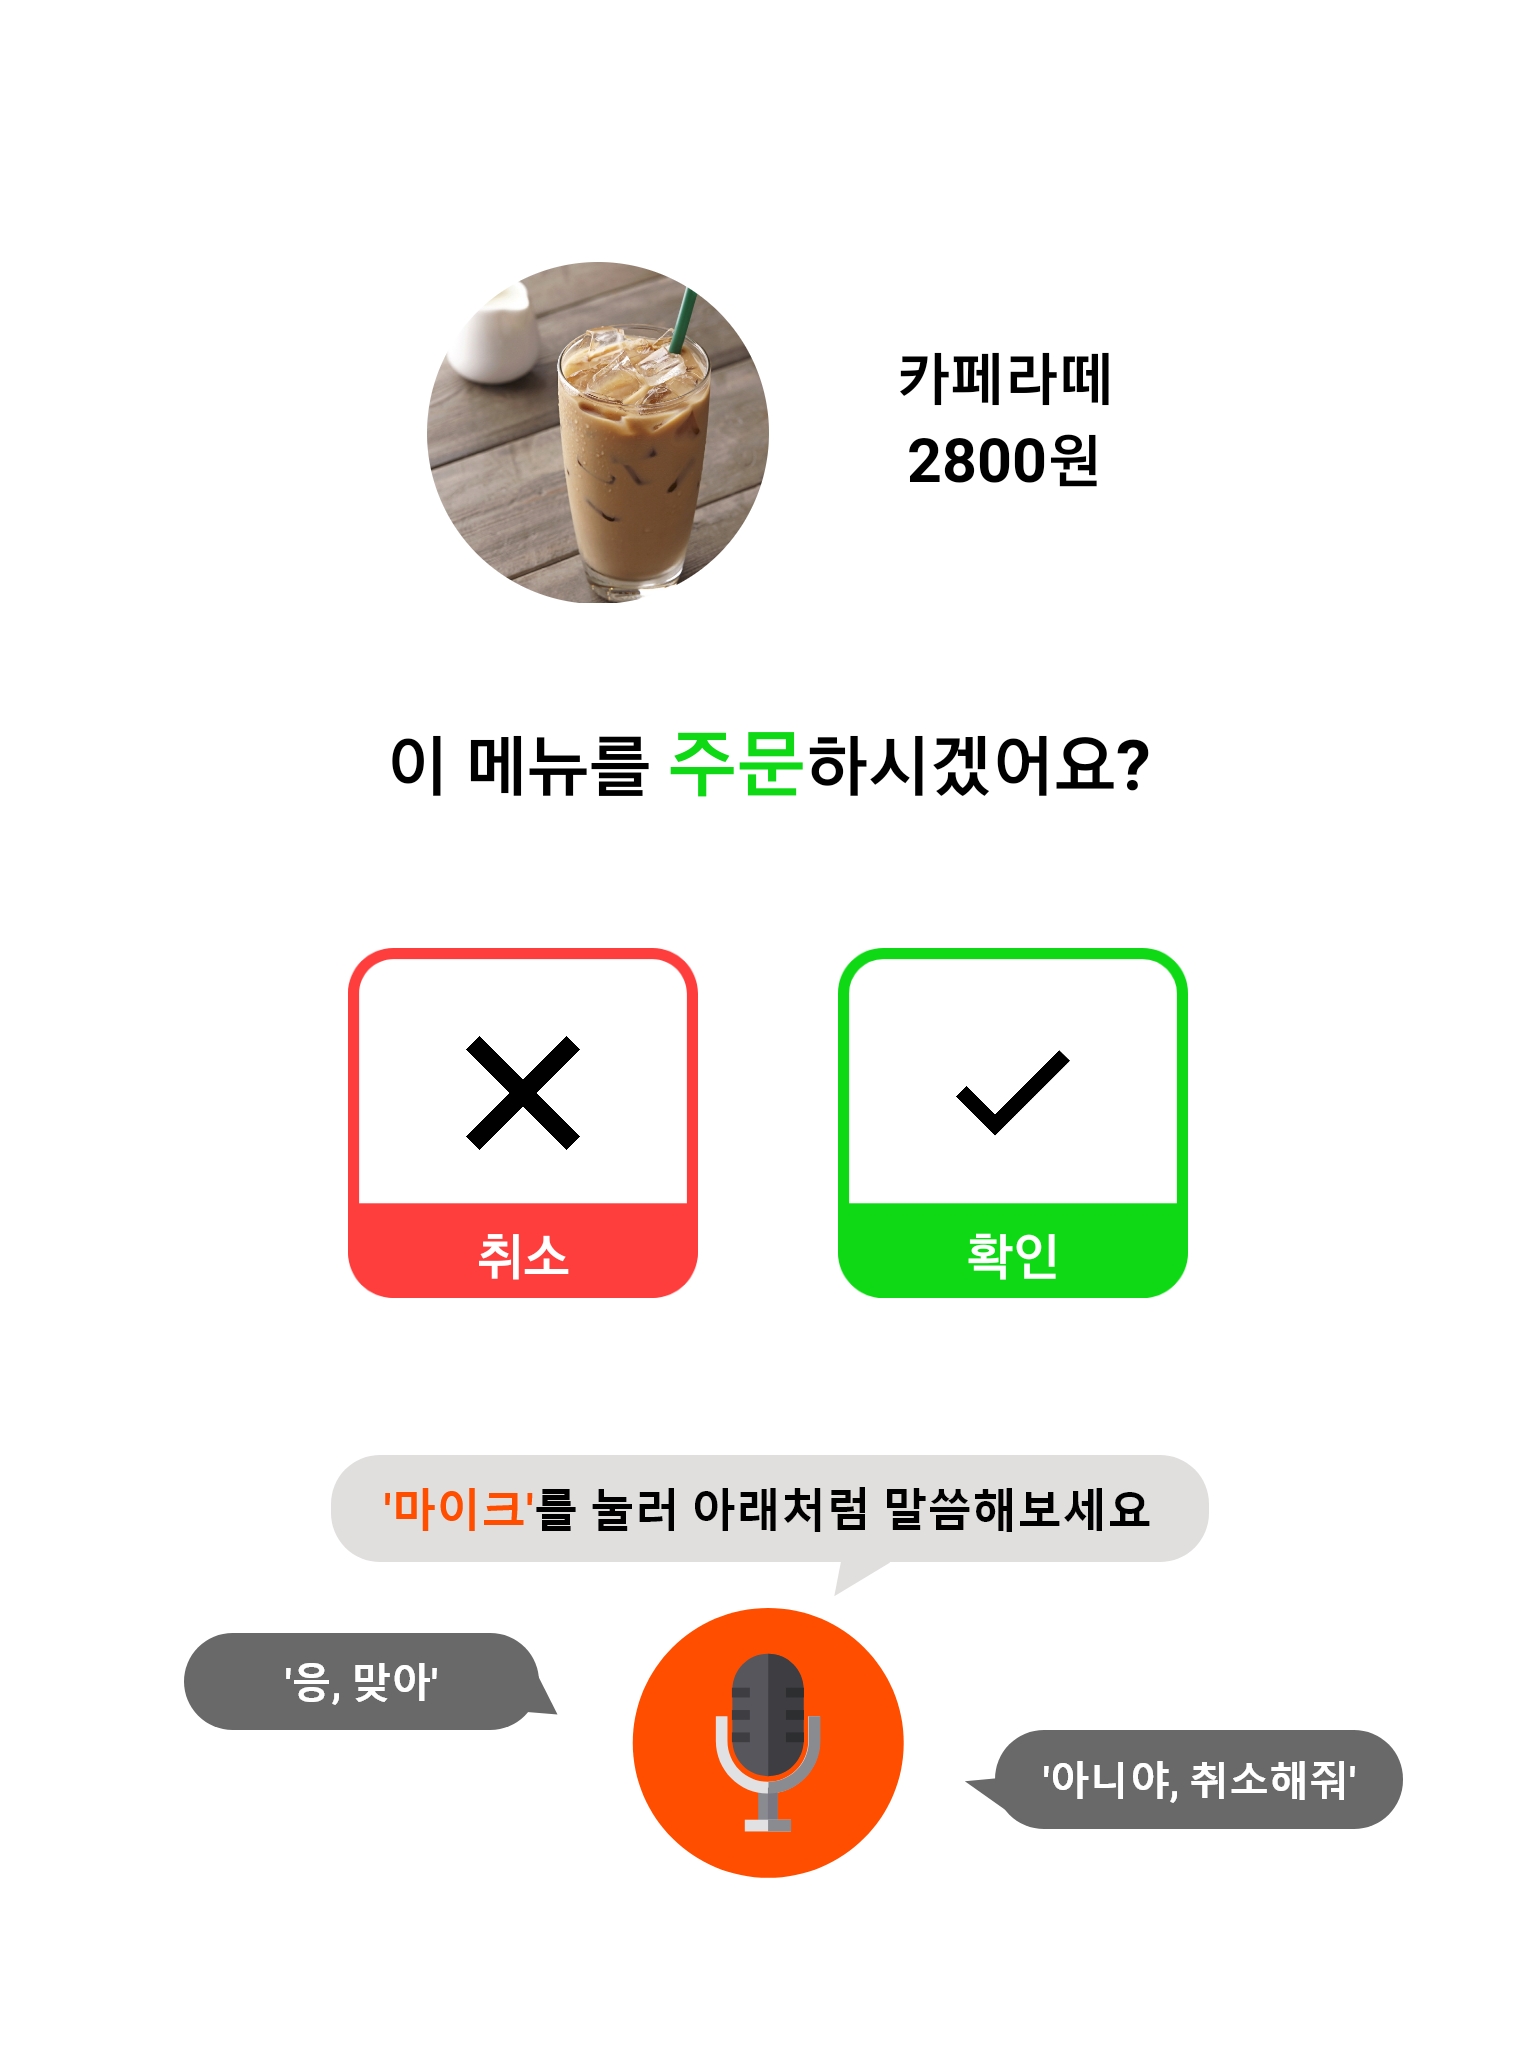 카페라떼
2800원
이 메뉴를 주문하시겠어요?
취소
확인
'마이크'를 눌러 아래처럼 말씀해보세요
'응, 맞아'
'아니야, 취소해줘'